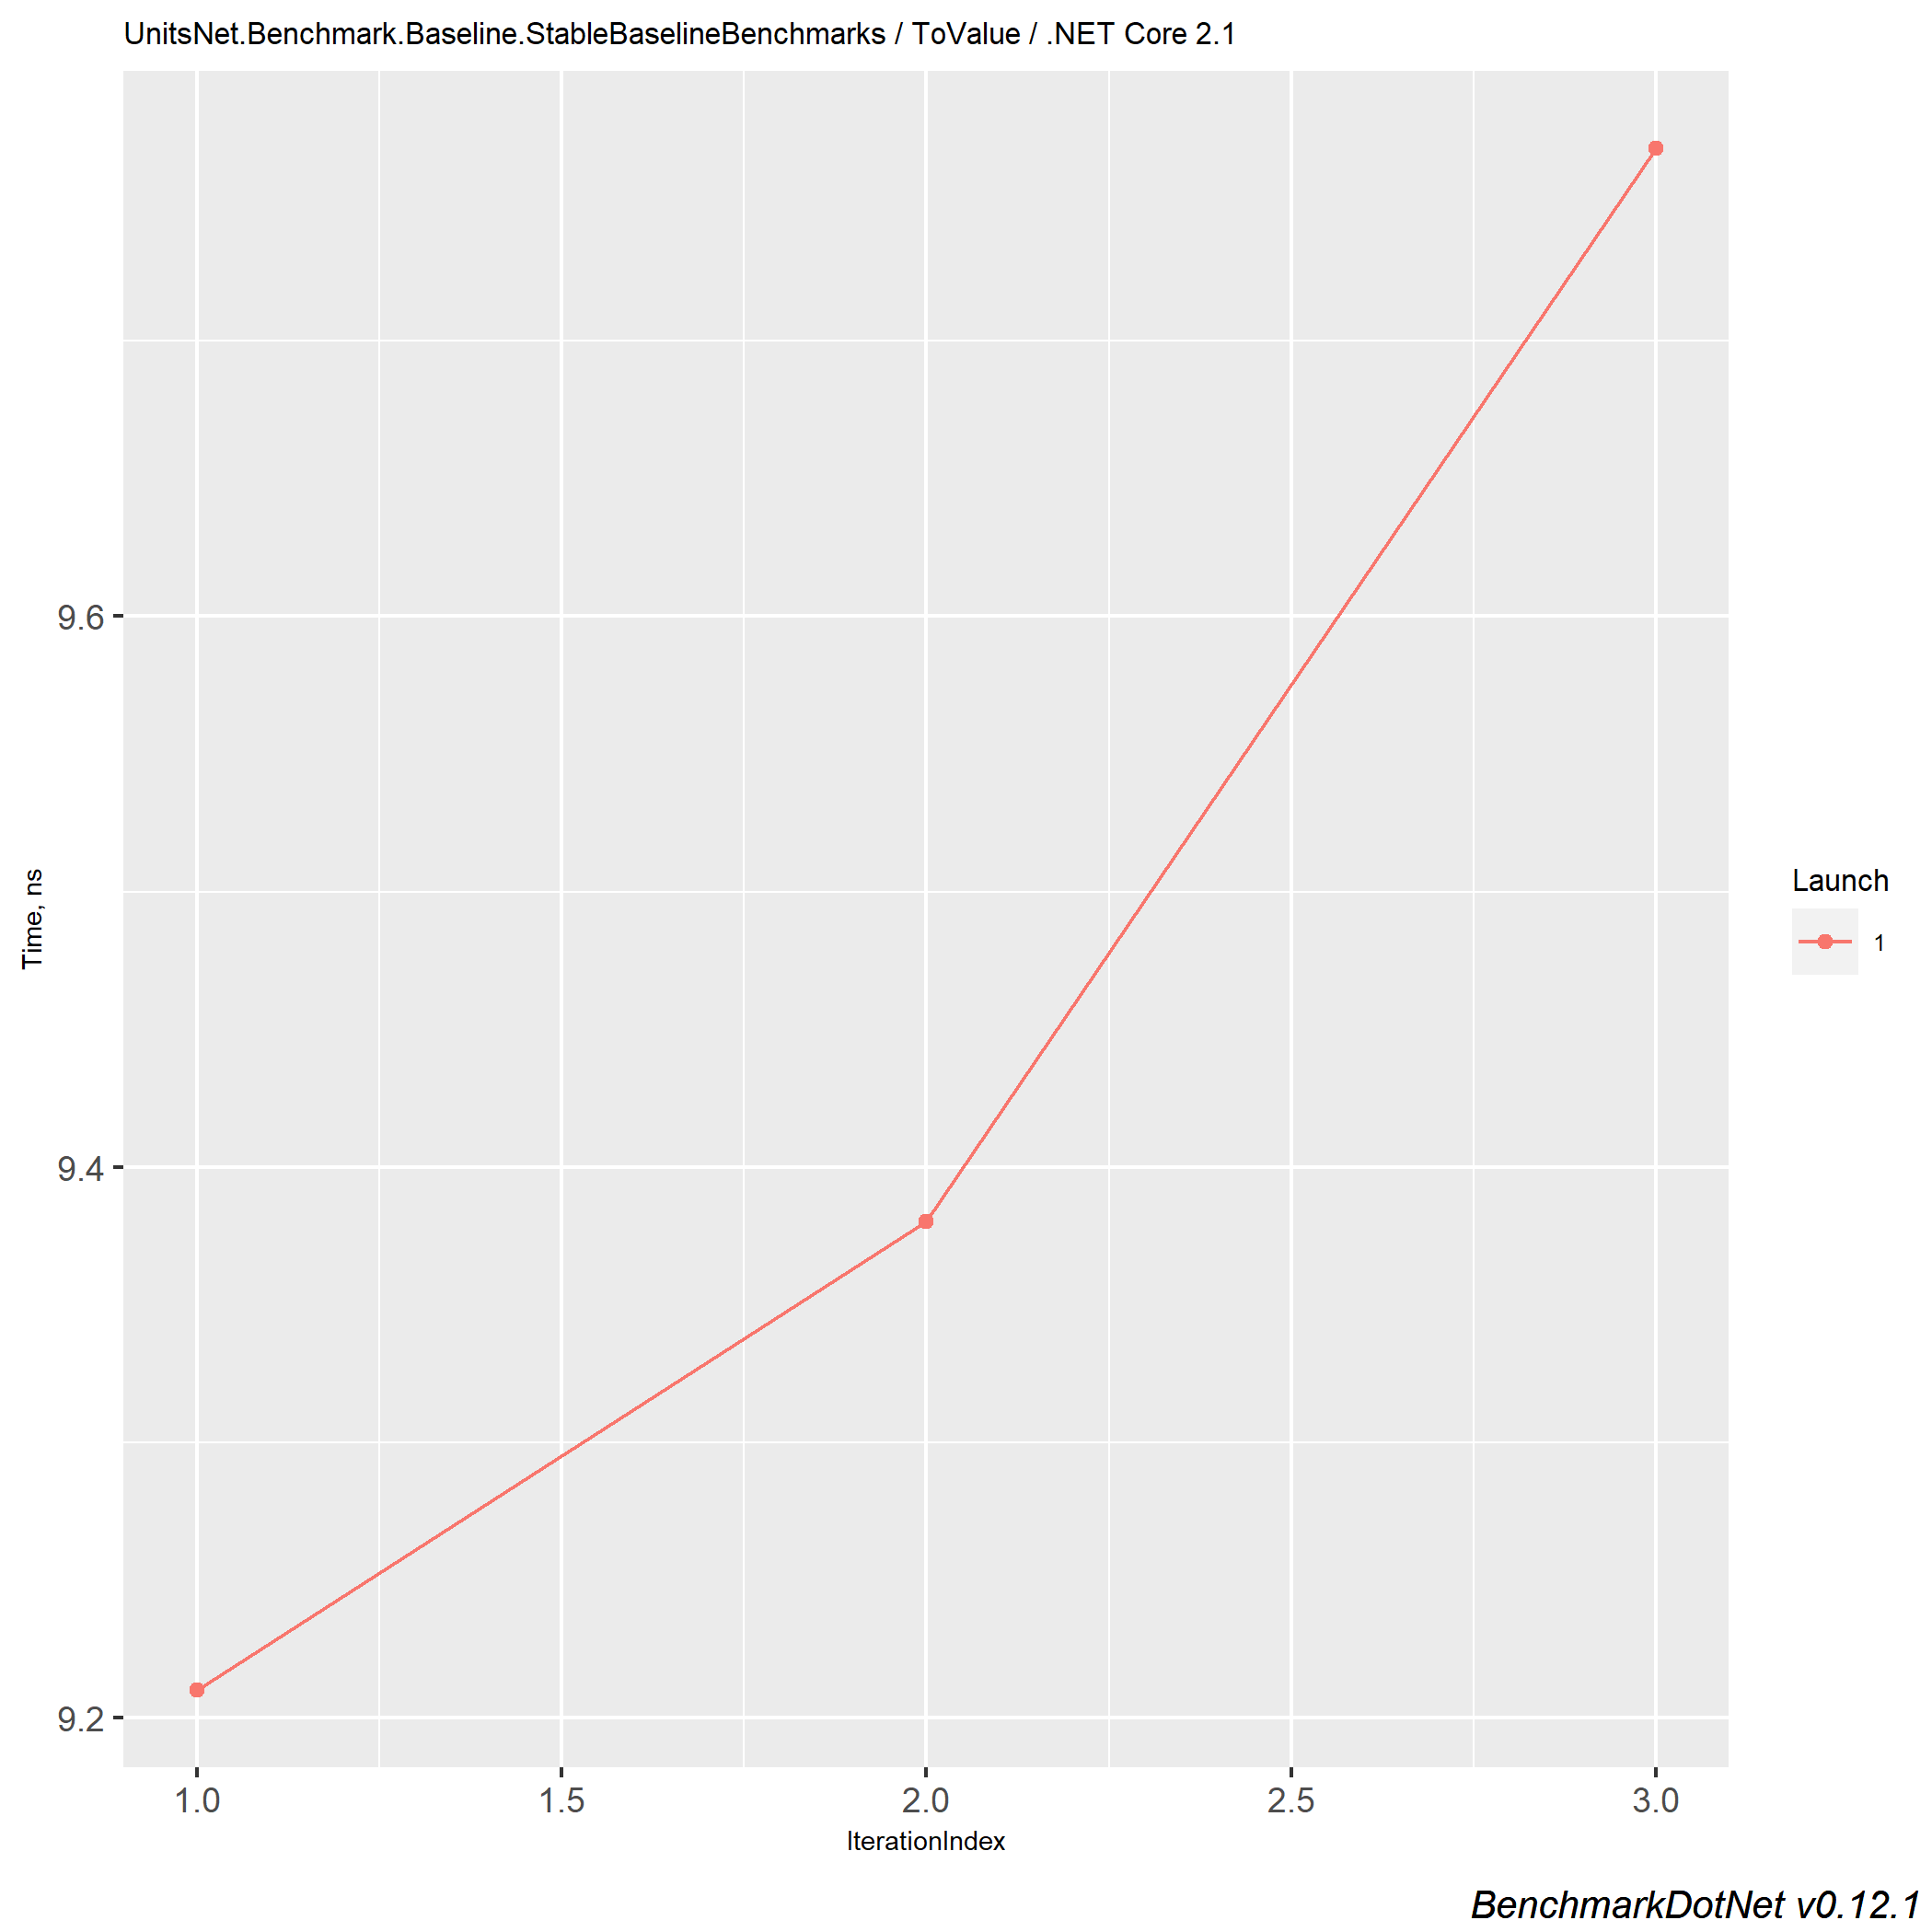 UnitsNet.Benchmark.Baseline.StableBaselineBenchmarks / ToValue / .NET Core 2.1
9.6
9.4
9.2
Time, ns
1.0 1.5 2.0 2.5 3.0
IterationIndex
Launch
1
BenchmarkDotNet v0.12.1